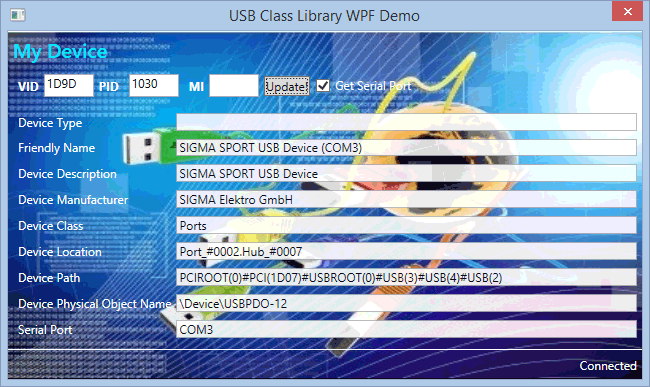 USB Class Library WPF Demo
My Device
VID 1D9D PID 1030 MI Update! Get Serial Port
Device Type
Friendly Name SIGMA SPORT USB Device (COM3)
Device Description SIGMA SPORT USB Device
Device Manufacturer SIGMA Elektro GmbH
Device Class Ports
Device Location Port_#0002.Hub_#0007
Device Path PCIROOT(0)#PCI(1D07)#USBROOT(0)#USB(3)#USB(4)#USB(2)
Device Physical Object Name \Device\USBPDO-12
Serial Port COM3
Connected